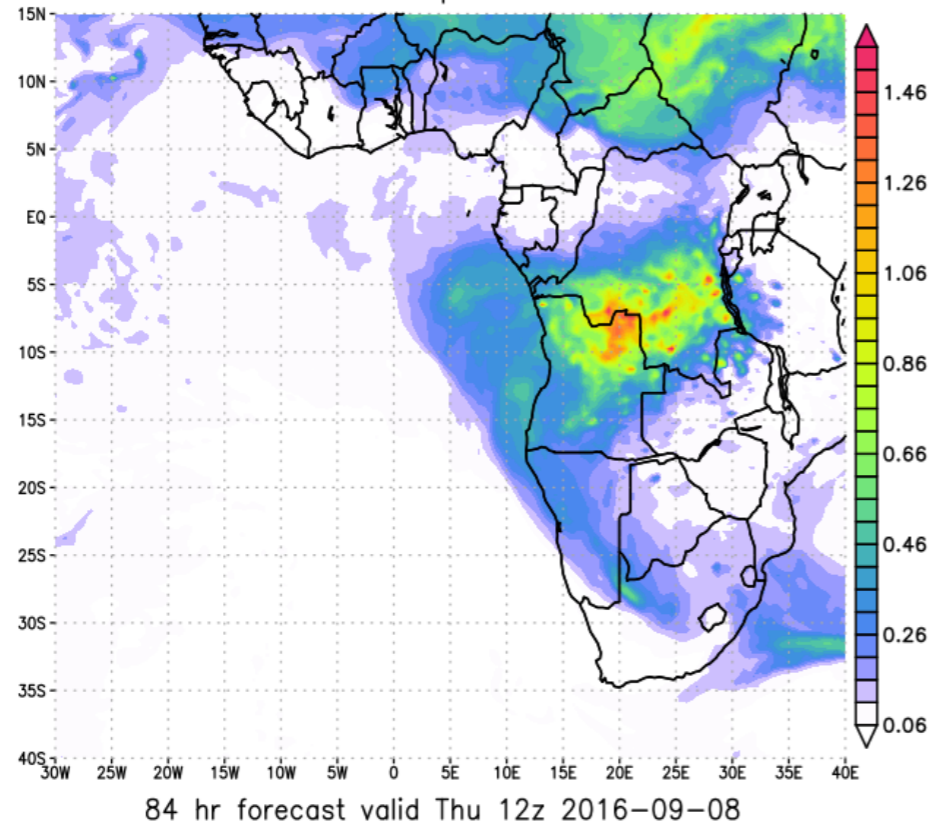 15N
10N
5N
EQ
5S
10S
15S
20S
25S
30S
35S
40S
30W 25W 20W 15W 10W 5W 0 5E 10E 15E 20E 25E 30E 35E 40E
1.46
1.26
1.06
0.86
0.66
0.46
0.26
0.06
84 hr forecast valid Thu 12z 2016-09-08